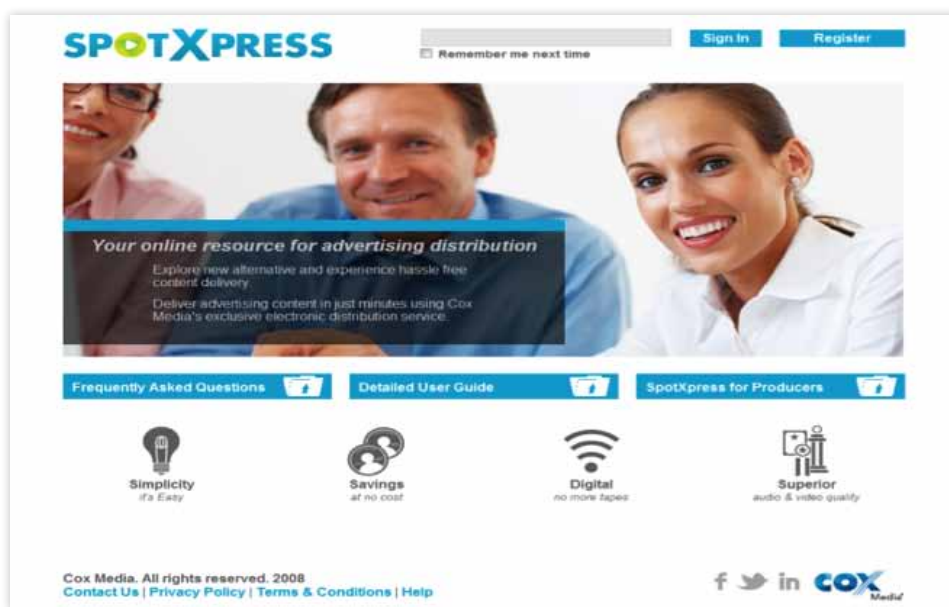 SPOTXPRESS
Sign In
Register
Remember me next time
Your online resource for advertising distribution
Explore new alternative and experience hassle free
content delivery.
Deliver advertising content in just minutes using Cox
Media's exclusive electronic distribution service.
Frequently Asked Questions
Detailed User Guide
SpotXpress for Producers
Simplicity
it's Easy
Savings
at no cost
Digital
no more tapes
Superior
audio & video quality
Cox Media. All rights reserved. 2008
Contact Us | Privacy Policy | Terms & Conditions | Help
f in COX
Media